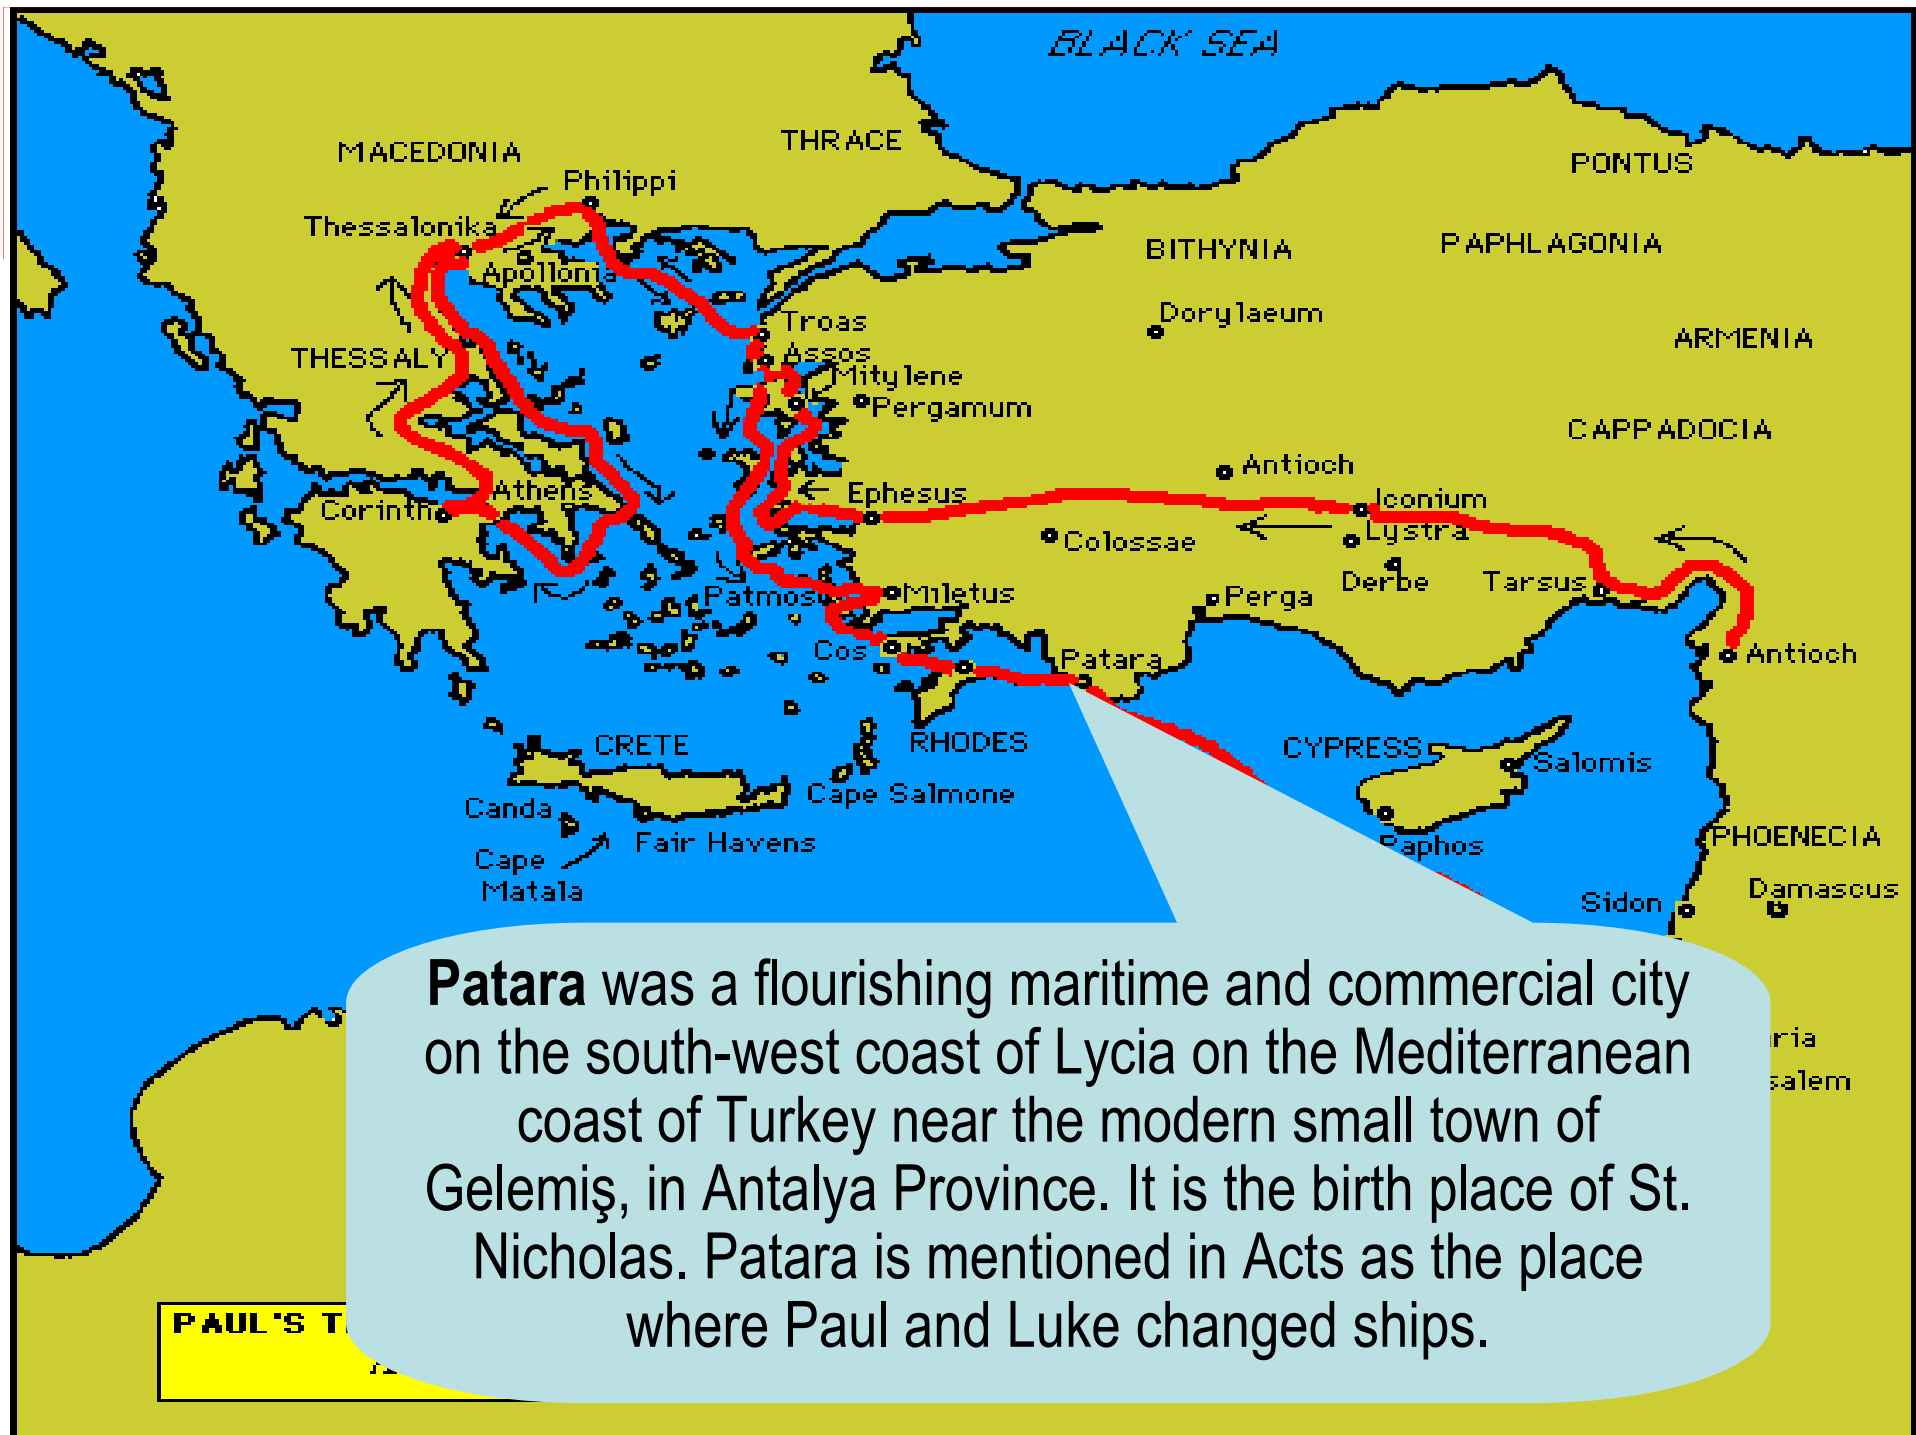 BLACK SEA
THRACE
MACEDONIA
PONTUS
Philippi
Thessalonika
PAPHLAGONIA
BITHYNIA
Apollonia
Dorylaeum
Troas
ARMENIA
Assos
THESSALY
Mitylene
Pergamum
CAPPADOCIA
Antioch
Athens
Ephesus
Iconium
Corinth
Lystra
Colossae
Derbe
Tarsus
Patmos
Miletus
Perga
Cos
Patara
Antioch
CRETE
RHODES
CYPRESS
Salomis
Cape Salmone
Canda
Fair Havens
PHOENECIA
Paphos
Cape
Matala
Damascus
Sidon
Patara was a flourishing maritime and commercial city
on the south-west coast of Lycia on the Mediterranean
coast of Turkey near the modern small town of
Gelemiş, in Antalya Province. It is the birth place of St.
Nicholas. Patara is mentioned in Acts as the place
where Paul and Luke changed ships.
ria
salem
PAUL'S T